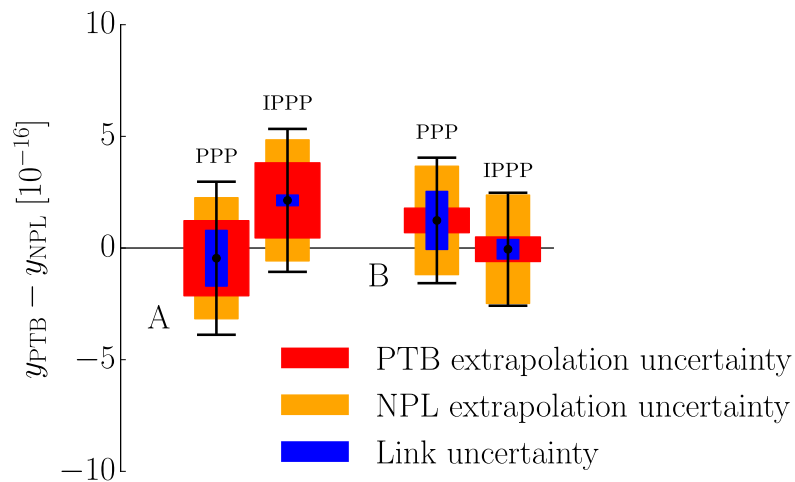 10
5
0
−5
−10
y_PTB − y_NPL [10^−16]
PPP
IPPP
PPP
IPPP
A
B
PTB extrapolation uncertainty
NPL extrapolation uncertainty
Link uncertainty